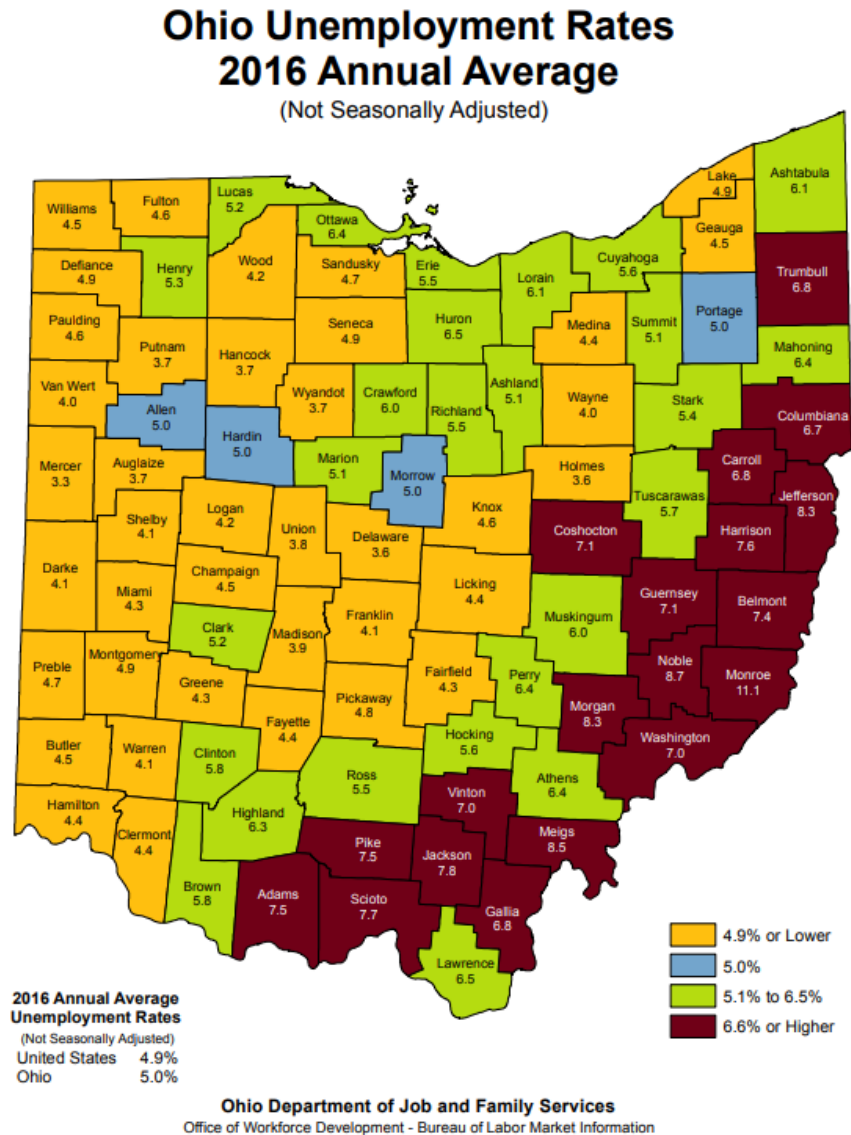 Ohio Unemployment Rates
2016 Annual Average
(Not Seasonally Adjusted)
Ashtabula
6.1
Lake
4.9
Geauga
4.5
Lucas
5.2
Fulton
4.6
Williams
4.5
Ottawa
6.4
Wood
4.2
Henry
5.3
Defiance
4.9
Sandusky
4.7
Erie
5.5
Lorain
6.1
Cuyahoga
5.6
Trumbull
6.8
Paulding
4.6
Putnam
3.7
Hancock
3.7
Seneca
4.9
Huron
6.5
Medina
4.4
Summit
5.1
Portage
5.0
Mahoning
6.4
Van Wert
4.0
Allen
5.0
Hardin
5.0
Wyandot
3.7
Crawford
6.0
Richland
5.5
Ashland
5.1
Wayne
4.0
Stark
5.4
Columbiana
6.7
Mercer
3.3
Auglaize
3.7
Marion
5.1
Morrow
5.0
Holmes
3.6
Tuscarawas
5.7
Carroll
6.8
Jefferson
8.3
Shelby
4.1
Logan
4.2
Union
3.8
Delaware
3.6
Knox
4.6
Coshocton
7.1
Harrison
7.6
Darke
4.1
Miami
4.3
Champaign
4.5
Clark
5.2
Madison
3.9
Franklin
4.1
Licking
4.4
Muskingum
6.0
Guernsey
7.1
Belmont
7.4
Preble
4.7
Montgomery
4.9
Greene
4.3
Fayette
4.4
Pickaway
4.8
Fairfield
4.3
Perry
6.4
Morgan
8.3
Noble
8.7
Monroe
11.1
Washington
7.0
Butler
4.5
Warren
4.1
Clinton
5.8
Ross
5.5
Hocking
5.6
Athens
6.4
Hamilton
4.4
Clermont
4.4
Highland
6.3
Vinton
7.0
Meigs
8.5
Pike
7.5
Jackson
7.8
Brown
5.8
Adams
7.5
Scioto
7.7
Gallia
6.8
Lawrence
6.5
4.9% or Lower
5.0%
5.1% to 6.5%
6.6% or Higher
2016 Annual Average
Unemployment Rates
(Not Seasonally Adjusted)
United States 4.9%
Ohio 5.0%
Ohio Department of Job and Family Services
Office of Workforce Development - Bureau of Labor Market Information